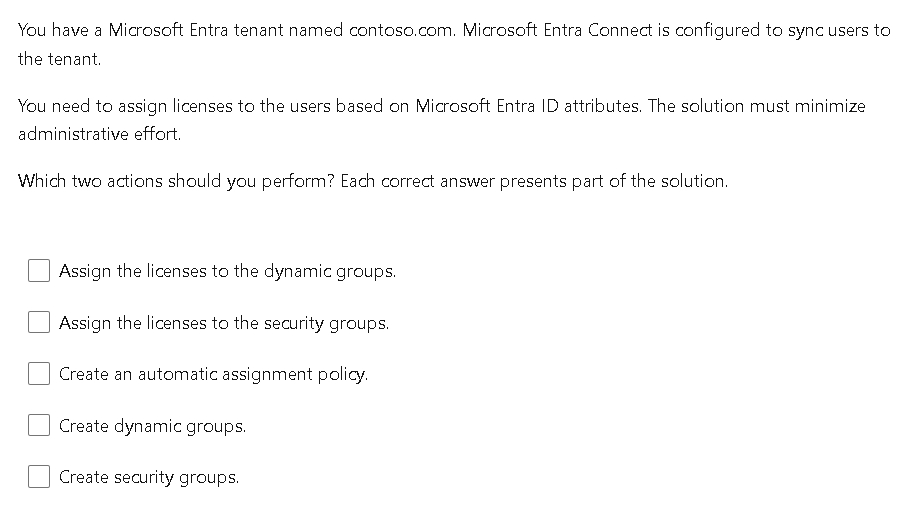 You have a Microsoft Entra tenant named contoso.com. Microsoft Entra Connect is configured to sync users to
the tenant.
You need to assign licenses to the users based on Microsoft Entra ID attributes. The solution must minimize
administrative effort.
Which two actions should you perform? Each correct answer presents part of the solution.
Assign the licenses to the dynamic groups.
Assign the licenses to the security groups.
Create an automatic assignment policy.
Create dynamic groups.
Create security groups.